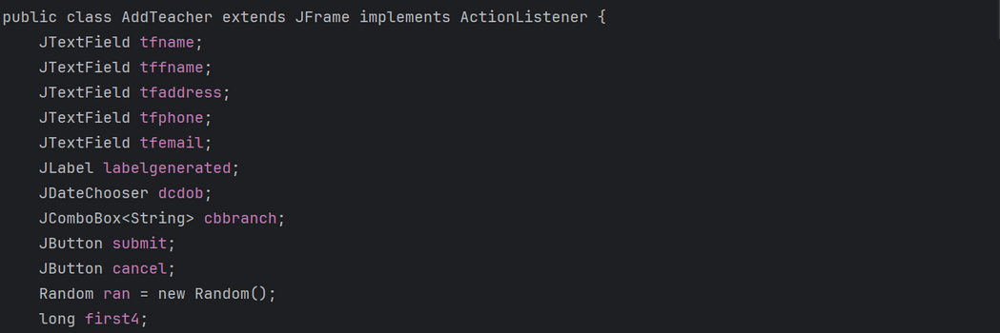 public class AddTeacher extends JFrame implements ActionListener {
    JTextField tfname;
    JTextField tffname;
    JTextField tfaddress;
    JTextField tfphone;
    JTextField tfemail;
    JLabel labelgenerated;
    JDateChooser dcdob;
    JComboBox<String> cbbranch;
    JButton submit;
    JButton cancel;
    Random ran = new Random();
    long first4;